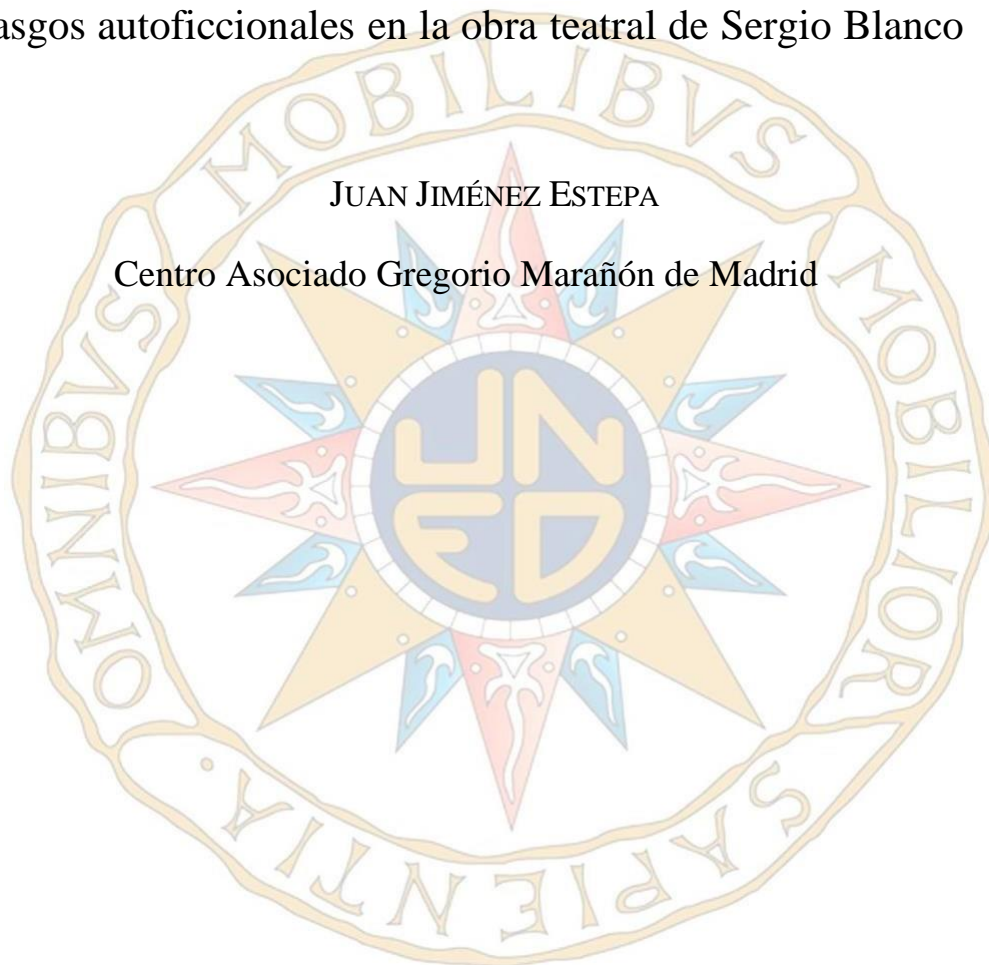 asgos autoficcionales en la obra teatral de Sergio Blanco
JUAN JIMÉNEZ ESTEPA
Centro Asociado Gregorio Marañón de Madrid
OMNIBVS MOBILIBVS MOBILIOR SAPIENTIA.
UNED